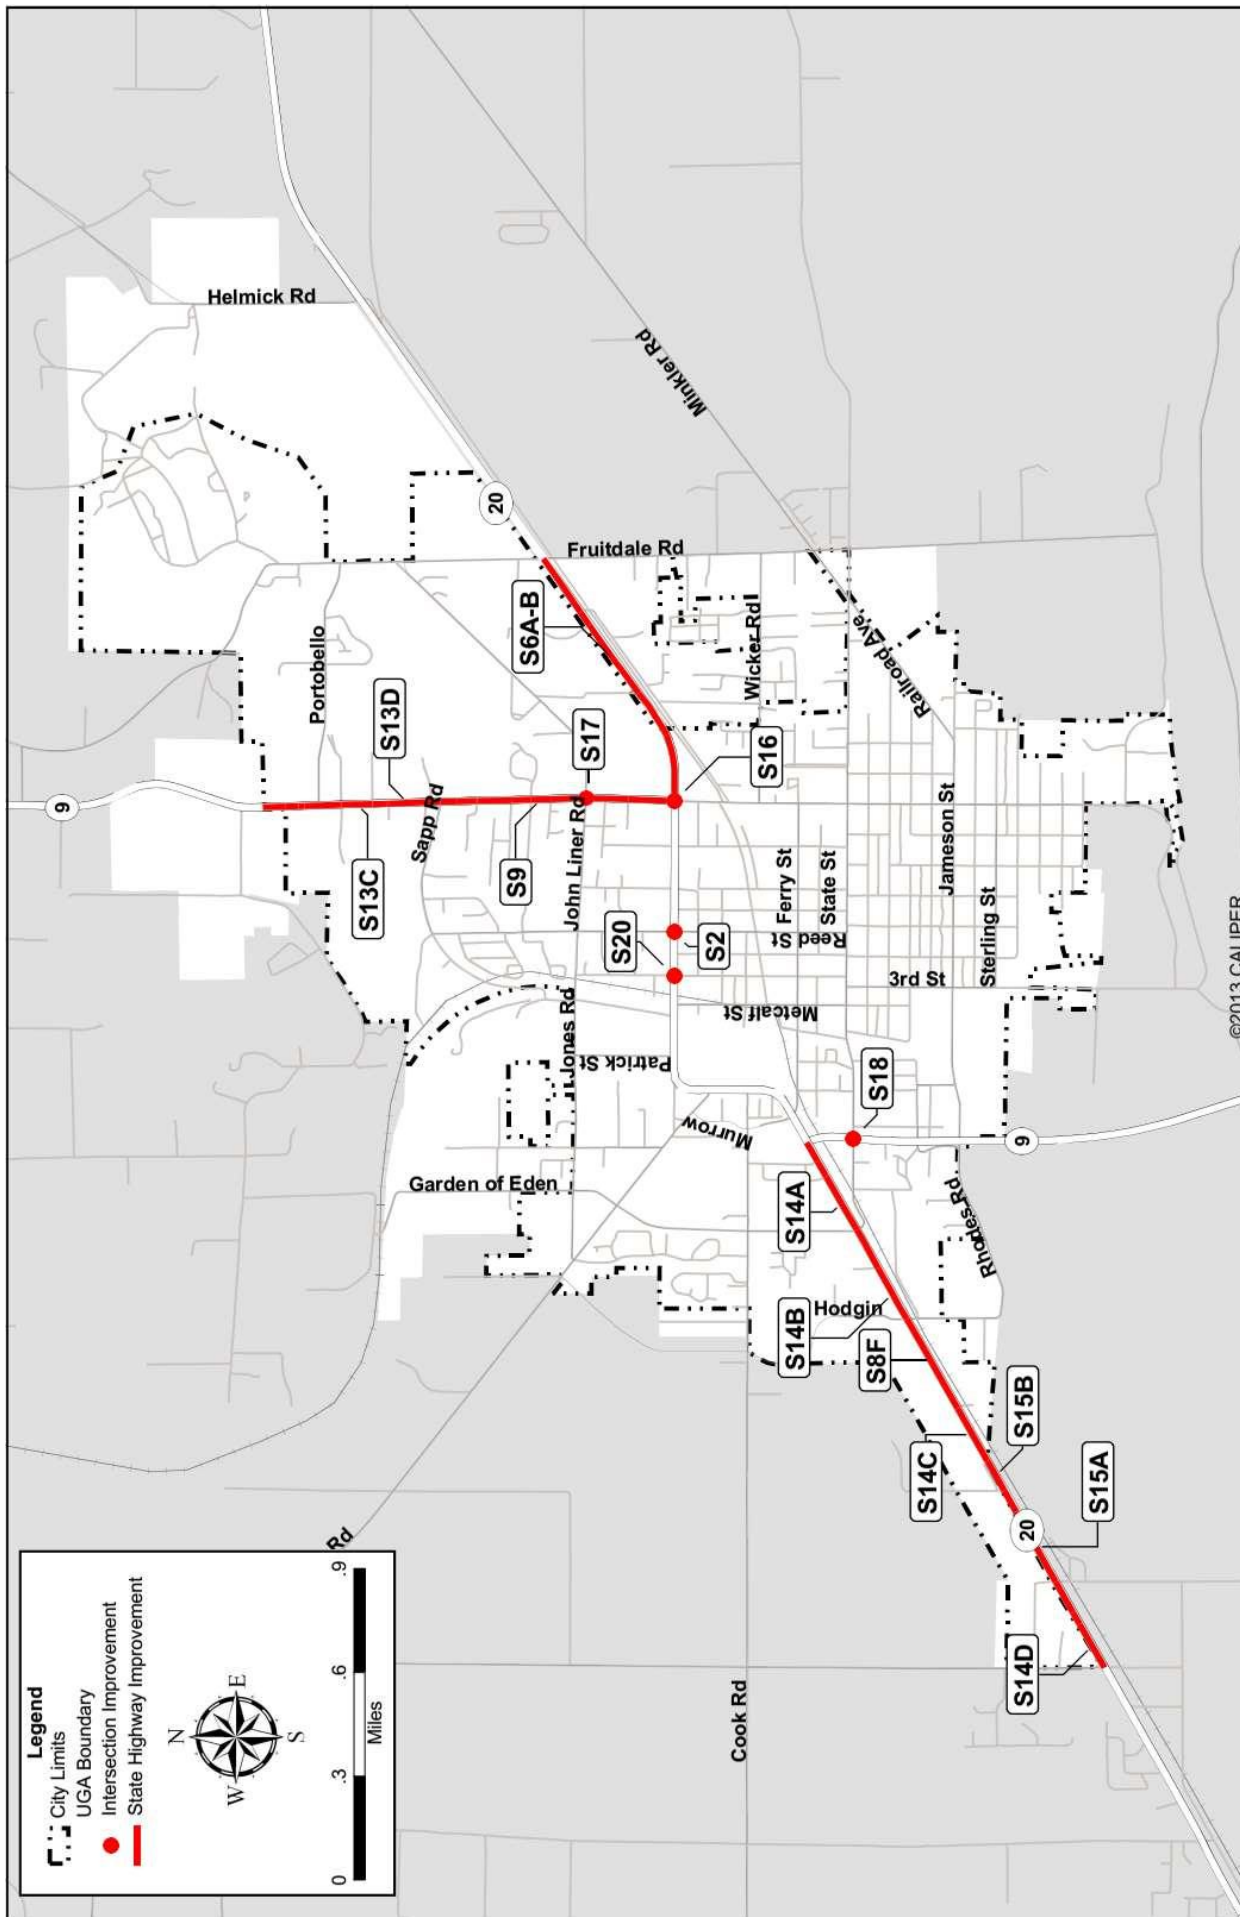 Legend
City Limits
UGA Boundary
Intersection Improvement
State Highway Improvement
N
W
E
S
0
.3
.6
.9
Miles
Rd
Cook Rd
S14D
20
S15A
S14C
S15B
S8F
S14B
Hodgin
S14A
Rhodes Rd
9
S18
Garden of Eden
Murrow
Patrick St
Jones Rd
Metcalf St
3rd St
Sterling St
Jameson St
S20
S2
Reed St
State St
Ferry St
John Liner Rd
S9
S13C
Sapp Rd
S13D
S17
S16
Portobello
9
S6A-B
Wicker Rd
Railroad Ave
Fruitdale Rd
20
Minkler Rd
Helmick Rd
©2013 CALIPER